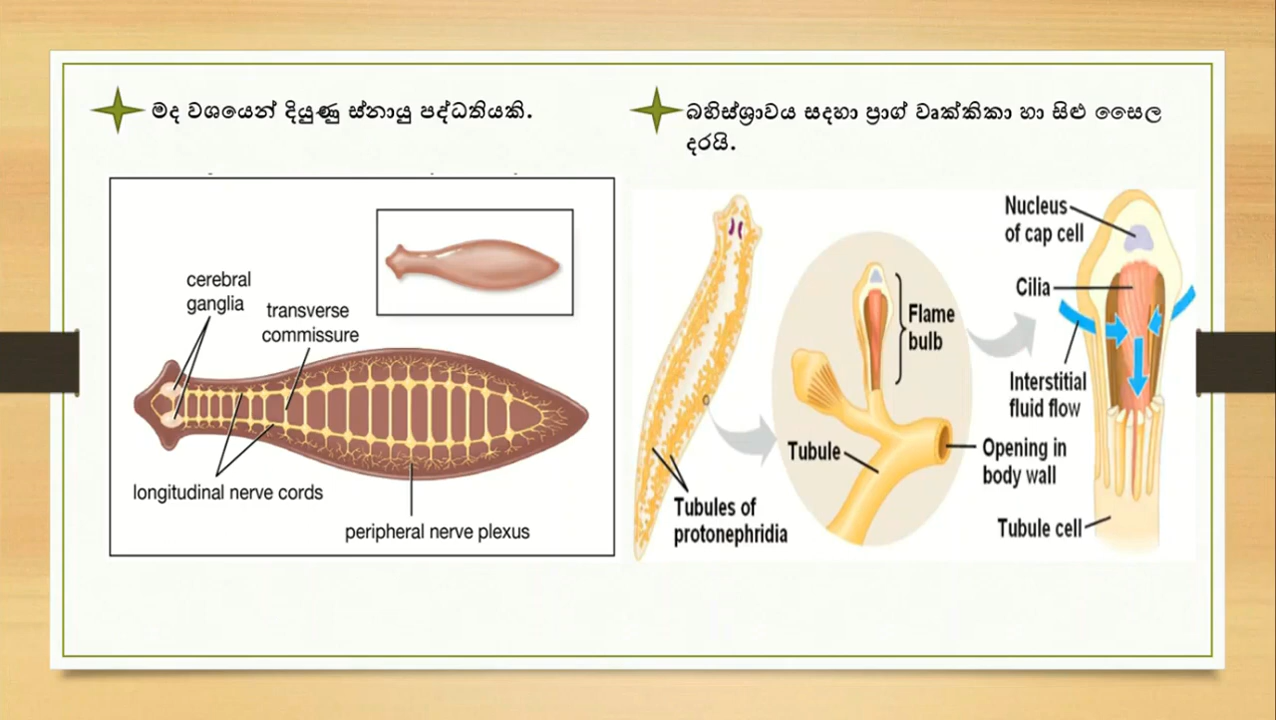 මද වශයෙන් දියුණු ස්නායු පද්ධතියකි.
බහිස්ශ්‍රාවය සදහා ප්‍රාග් වෘක්කිකා හා සිළු සෛල
දරයි.
cerebral
ganglia
transverse
commissure
longitudinal nerve cords
peripheral nerve plexus
Nucleus
of cap cell
Cilia
Flame
bulb
Interstitial
fluid flow
Tubule
Opening in
body wall
Tubules of
protonephridia
Tubule cell